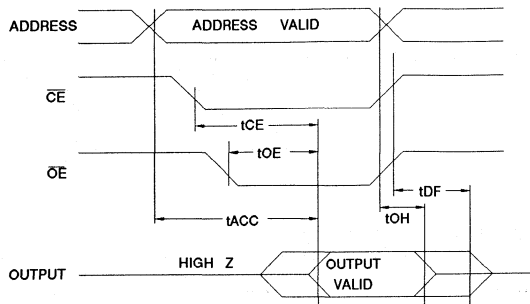 ADDRESS
ADDRESS VALID
CE
tCE
tOE
OE
tDF
tACC
tOH
HIGH Z
OUTPUT
OUTPUT
VALID